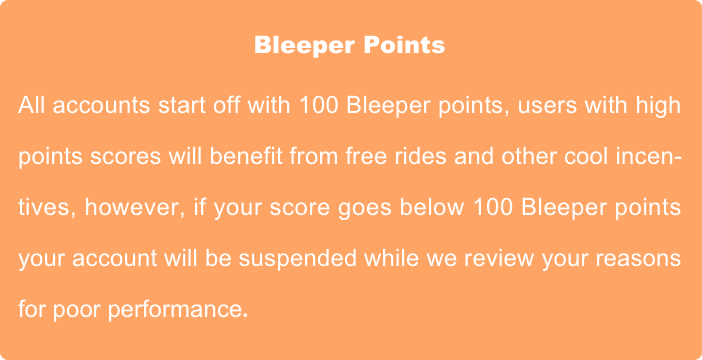 Bleeper Points
All accounts start off with 100 Bleeper points, users with high
points scores will benefit from free rides and other cool incen-
tives, however, if your score goes below 100 Bleeper points
your account will be suspended while we review your reasons
for poor performance.